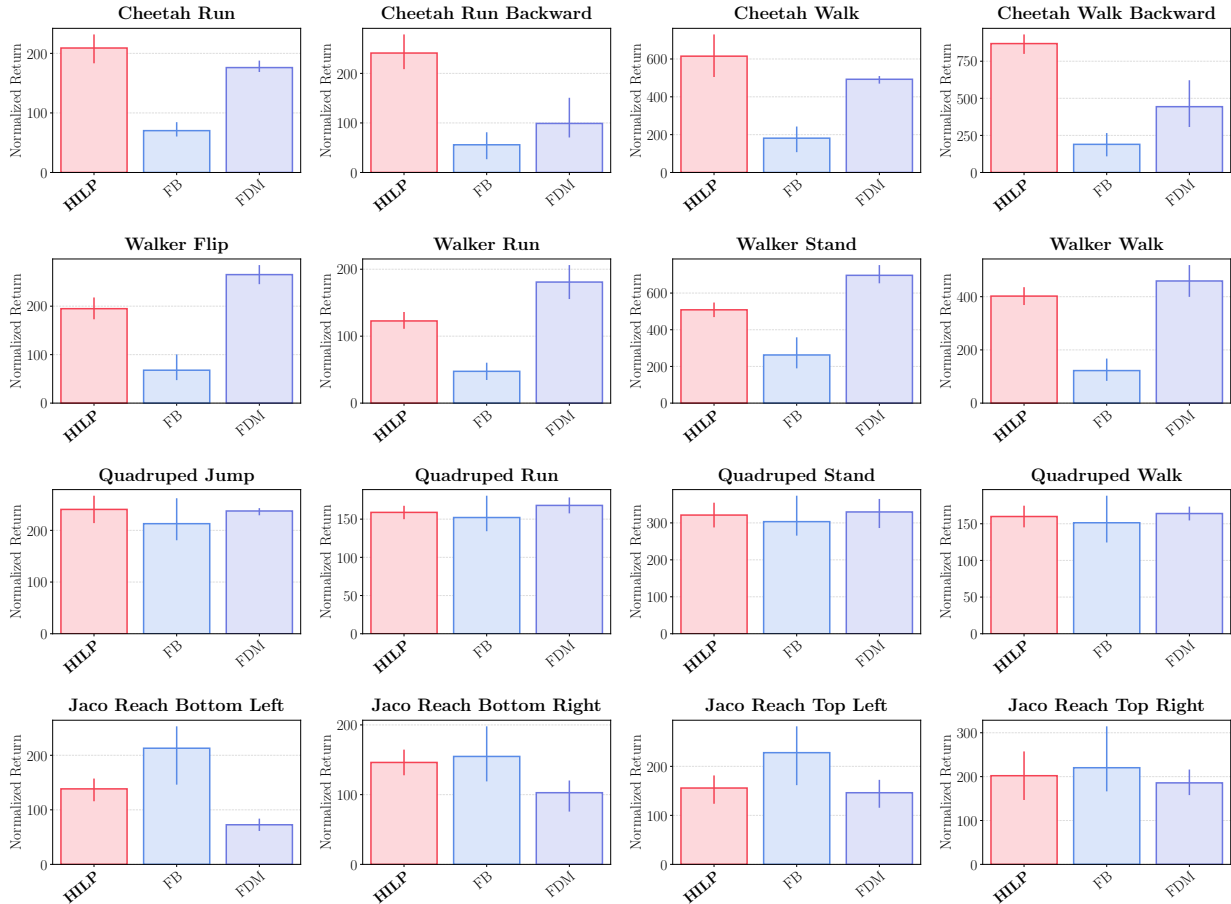 Cheetah Run
Normalized Return
200
100
0
HILP
FB
FDM
Cheetah Run Backward
Normalized Return
200
100
0
HILP
FB
FDM
Cheetah Walk
Normalized Return
600
400
200
0
HILP
FB
FDM
Cheetah Walk Backward
Normalized Return
750
500
250
0
HILP
FB
FDM
Walker Flip
Normalized Return
200
100
0
HILP
FB
FDM
Walker Run
Normalized Return
200
100
0
HILP
FB
FDM
Walker Stand
Normalized Return
600
400
200
0
HILP
FB
FDM
Walker Walk
Normalized Return
400
200
0
HILP
FB
FDM
Quadruped Jump
Normalized Return
200
100
0
HILP
FB
FDM
Quadruped Run
Normalized Return
150
100
50
0
HILP
FB
FDM
Quadruped Stand
Normalized Return
300
200
100
0
HILP
FB
FDM
Quadruped Walk
Normalized Return
150
100
50
0
HILP
FB
FDM
Jaco Reach Bottom Left
Normalized Return
200
100
0
HILP
FB
FDM
Jaco Reach Bottom Right
Normalized Return
200
100
0
HILP
FB
FDM
Jaco Reach Top Left
Normalized Return
200
100
0
HILP
FB
FDM
Jaco Reach Top Right
Normalized Return
300
200
100
0
HILP
FB
FDM